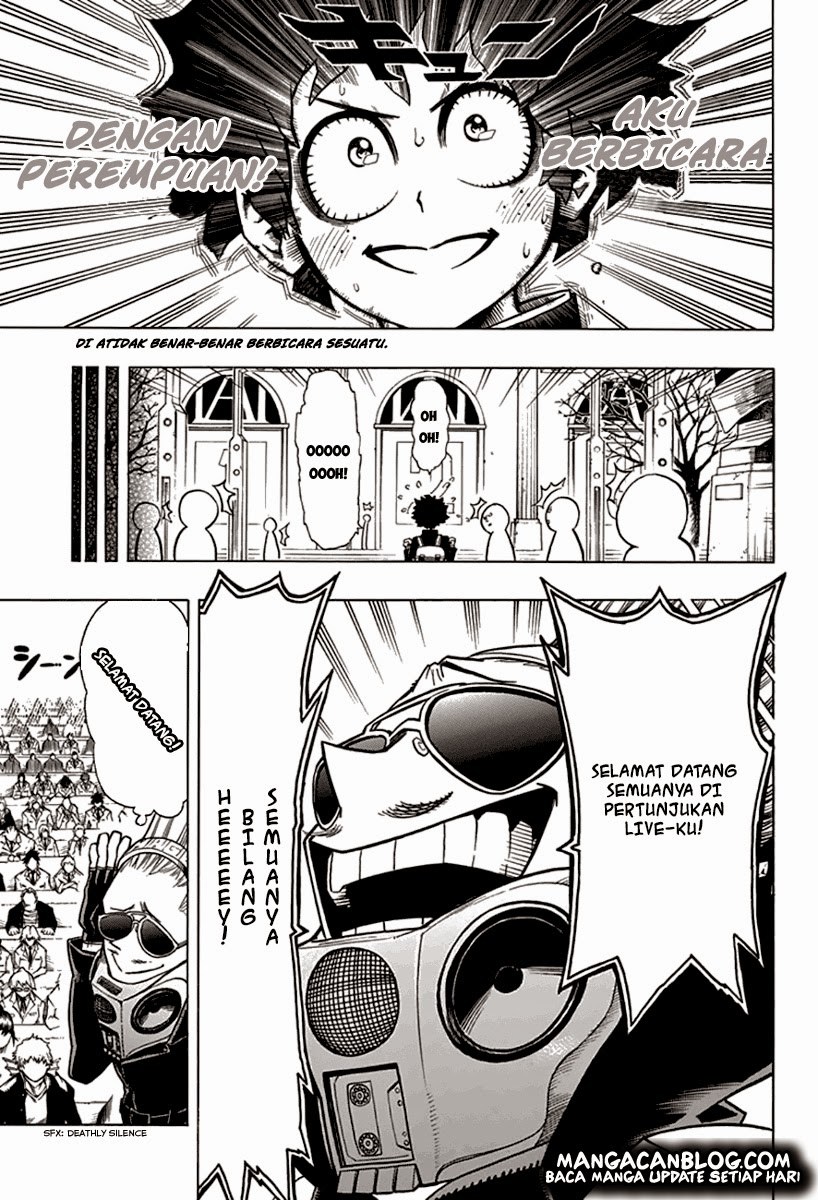 キュン
AKU
BERBICARA
DENGAN
PEREMPUAN!
DI ATIDAK BENAR-BENAR BERBICARA SESUATU.
OH
OH!
OOOOO
OOOH!
SELAMAT DATANG
SEMUANYA DI
PERTUNJUKAN
LIVE-KU!
SEMUANYA
BILANG
HEEEEEY!
SELAMAT DATANG!
シーン
SFX: DEATHLY SILENCE
MANGACANBLOG.COM
BACA MANGA UPDATE SETIAP HARI